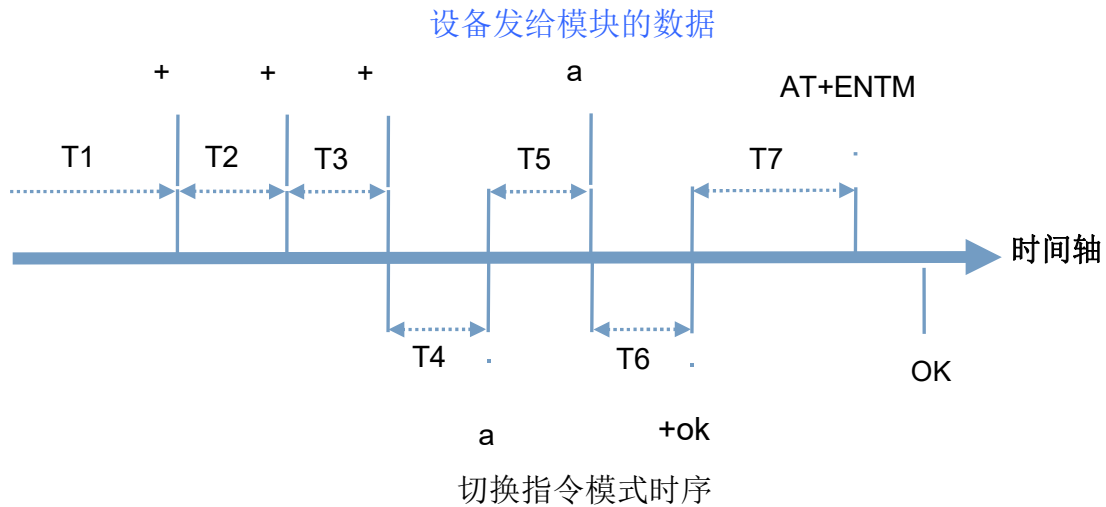 设备发给模块的数据
+ + + a
AT+ENTM
T1 T2 T3 T5 T7
时间轴
T4 T6
OK
a +ok
切换指令模式时序